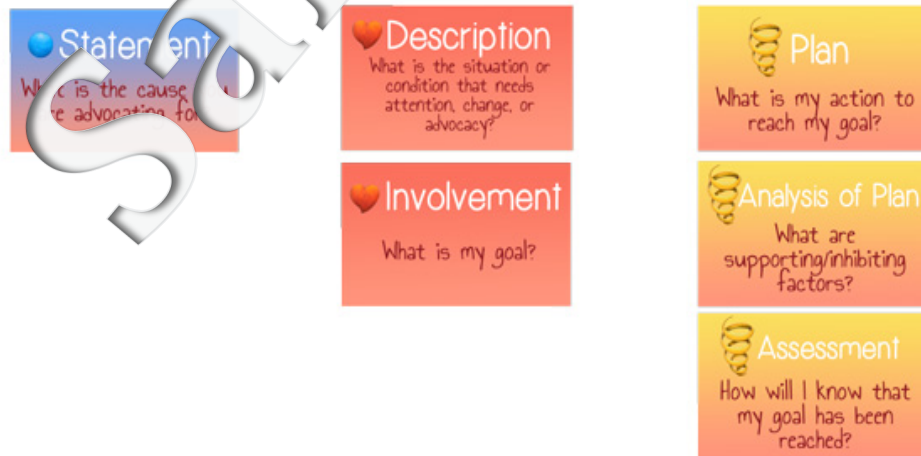 Statement
What is the cause
advocating for
Description
What is the situation or
condition that needs
attention, change, or
advocacy?
Involvement
What is my goal?
Plan
What is my action to
reach my goal?
Analysis of Plan
What are
supporting/inhibiting
factors?
Assessment
How will I know that
my goal has been
reached?